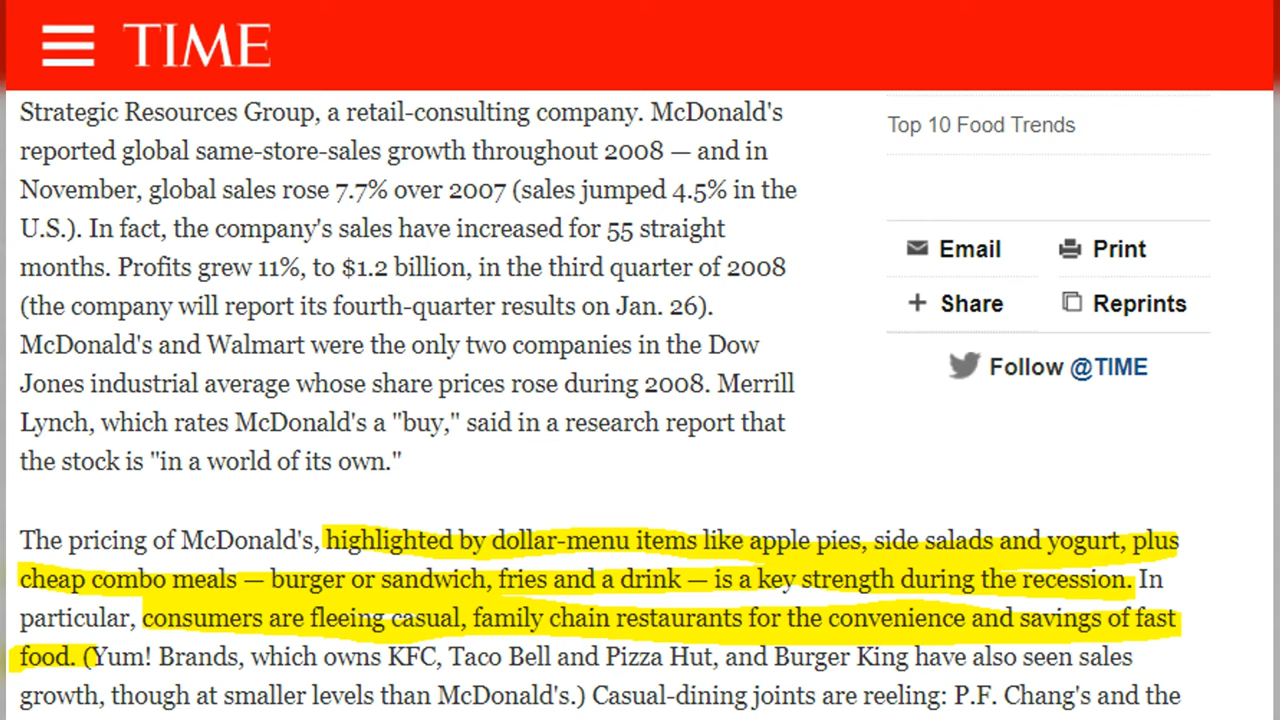 TIME
Strategic Resources Group, a retail-consulting company. McDonald's
reported global same-store-sales growth throughout 2008 — and in
November, global sales rose 7.7% over 2007 (sales jumped 4.5% in the
U.S.). In fact, the company's sales have increased for 55 straight
months. Profits grew 11%, to $1.2 billion, in the third quarter of 2008
(the company will report its fourth-quarter results on Jan. 26).
McDonald's and Walmart were the only two companies in the Dow
Jones industrial average whose share prices rose during 2008. Merrill
Lynch, which rates McDonald's a "buy," said in a research report that
the stock is "in a world of its own."
The pricing of McDonald's, highlighted by dollar-menu items like apple pies, side salads and yogurt, plus
cheap combo meals — burger or sandwich, fries and a drink — is a key strength during the recession. In
particular, consumers are fleeing casual, family chain restaurants for the convenience and savings of fast
food. (Yum! Brands, which owns KFC, Taco Bell and Pizza Hut, and Burger King have also seen sales
growth, though at smaller levels than McDonald's.) Casual-dining joints are reeling: P.F. Chang's and the
Top 10 Food Trends
Email
Print
Share
Reprints
Follow @TIME